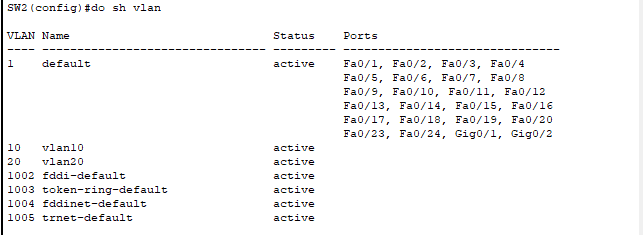 SW2(config)#do sh vlan
VLAN Name                             Status    Ports
---- -------------------------------- --------- -------------------------------
1    default                          active    Fa0/1, Fa0/2, Fa0/3, Fa0/4
                                                Fa0/5, Fa0/6, Fa0/7, Fa0/8
                                                Fa0/9, Fa0/10, Fa0/11, Fa0/12
                                                Fa0/13, Fa0/14, Fa0/15, Fa0/16
                                                Fa0/17, Fa0/18, Fa0/19, Fa0/20
                                                Fa0/23, Fa0/24, Gig0/1, Gig0/2
10   vlan10                           active
20   vlan20                           active
1002 fddi-default                     active
1003 token-ring-default               active
1004 fddinet-default                  active
1005 trnet-default                    active